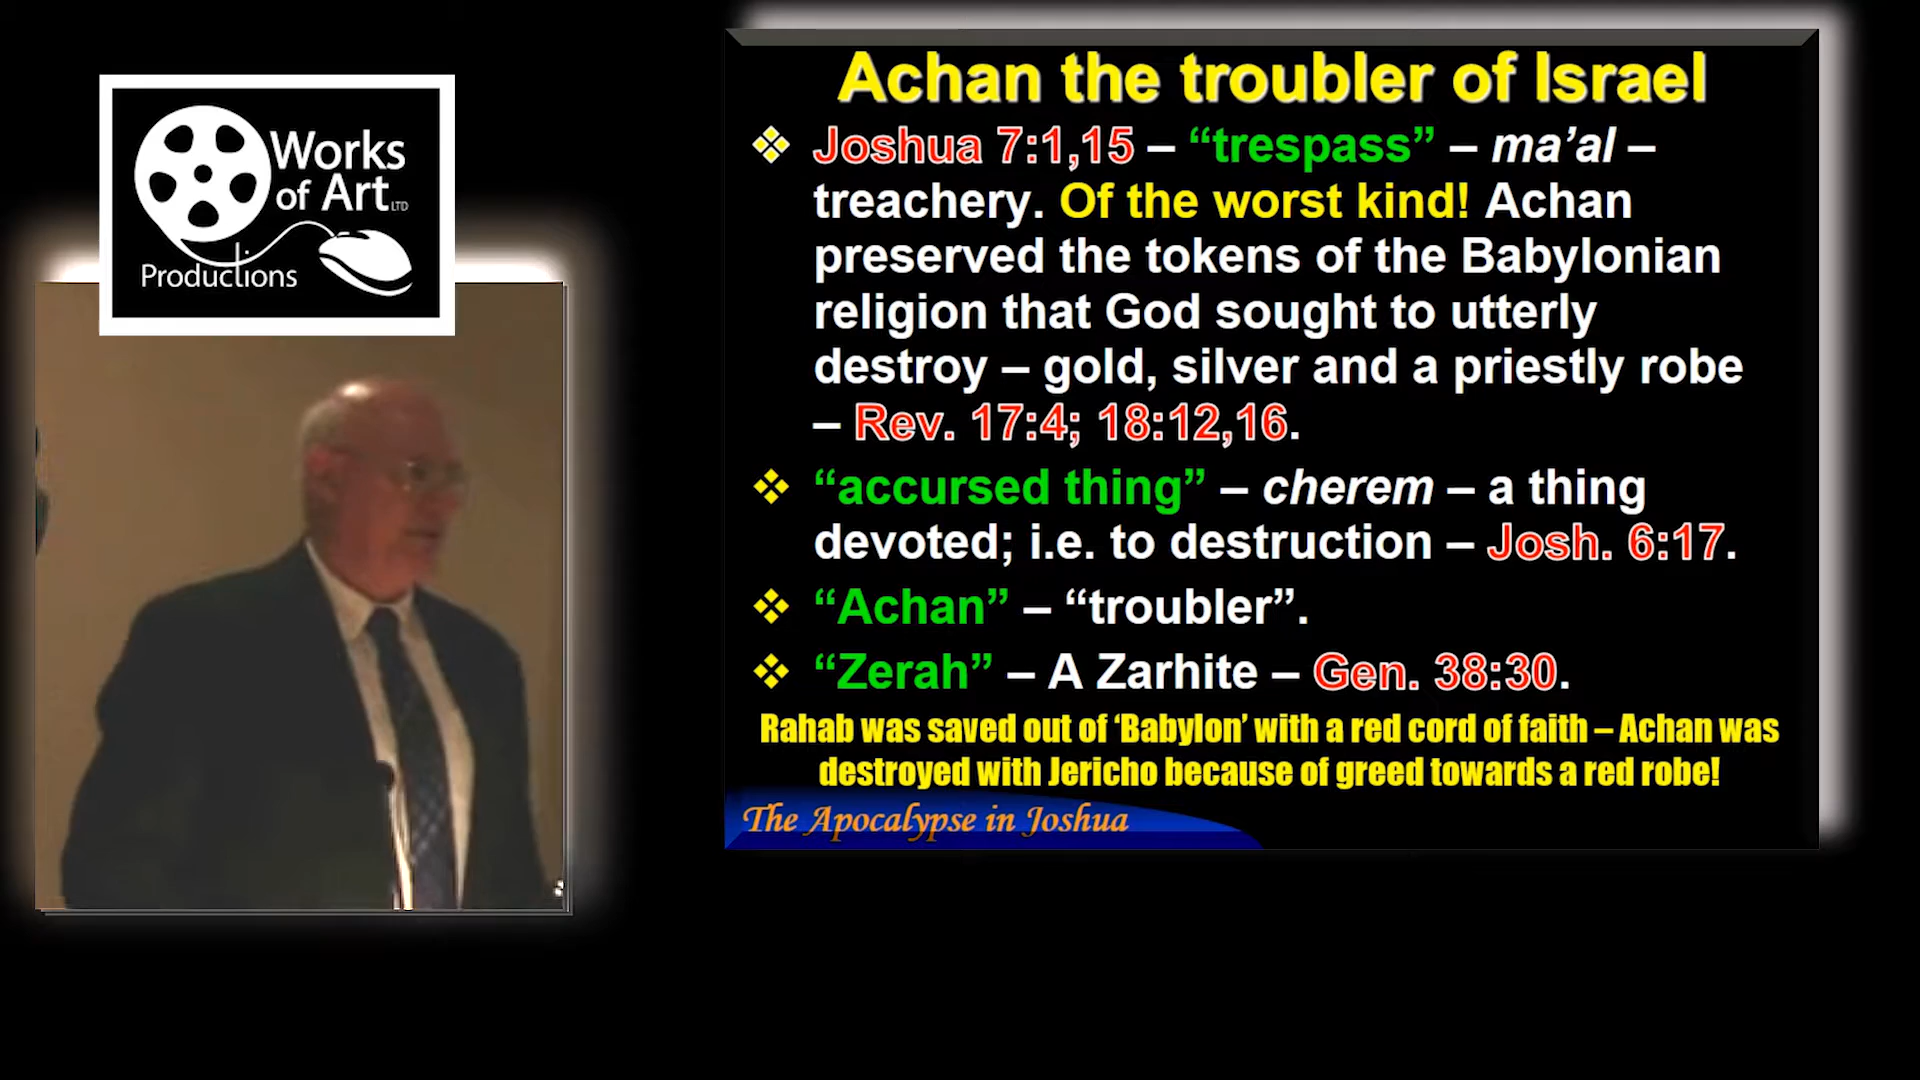 Works
of Art LTD
Productions
Achan the troubler of Israel
Joshua 7:1,15 – “trespass” – ma’al –
treachery. Of the worst kind! Achan
preserved the tokens of the Babylonian
religion that God sought to utterly
destroy – gold, silver and a priestly robe
– Rev. 17:4; 18:12,16.
“accursed thing” – cherem – a thing
devoted; i.e. to destruction – Josh. 6:17.
“Achan” – “troubler”.
“Zerah” – A Zarhite – Gen. 38:30.
Rahab was saved out of ‘Babylon’ with a red cord of faith – Achan was
destroyed with Jericho because of greed towards a red robe!
The Apocalypse in Joshua